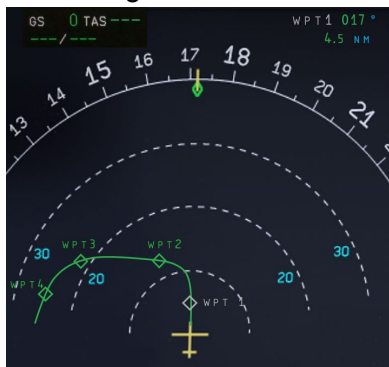 GS 0 TAS ---
---/---
WPT1 017°
4.5 NM
13 14 15 16 17 18 19 20 21
30 WPT3 WPT2 30
20 20
WPT4
WPT 1